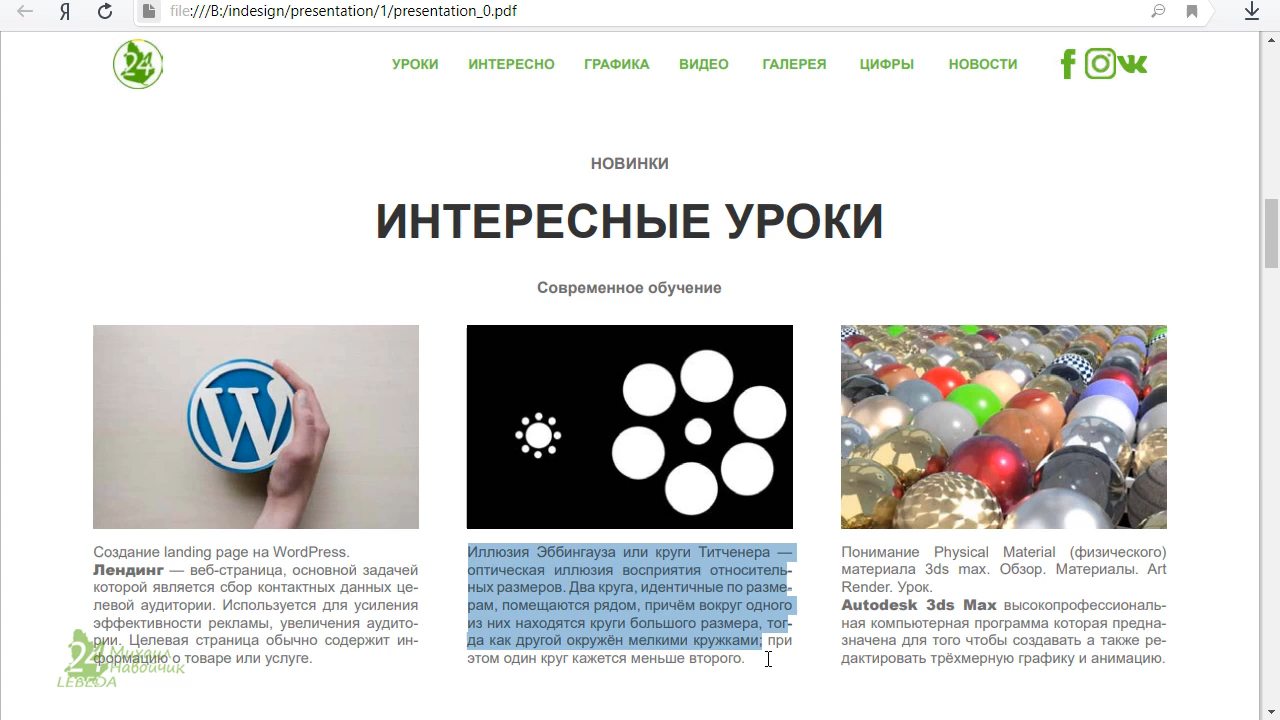 Я
file:///B:/indesign/presentation/1/presentation_0.pdf
24
УРОКИ ИНТЕРЕСНО ГРАФИКА ВИДЕО ГАЛЕРЕЯ ЦИФРЫ НОВОСТИ
НОВИНКИ
ИНТЕРЕСНЫЕ УРОКИ
Современное обучение
W
Создание landing page на WordPress.
Лендинг — веб-страница, основной задачей
которой является сбор контактных данных це-
левой аудитории. Используется для усиления
эффективности рекламы, увеличения аудито-
рии. Целевая страница обычно содержит ин-
формацию о товаре или услуге.
Иллюзия Эббингауза или круги Титченера —
оптическая иллюзия восприятия относитель-
ных размеров. Два круга, идентичные по разме-
рам, помещаются рядом, причём вокруг одного
из них находятся круги большого размера, тог-
да как другой окружён мелкими кружками; при
этом один круг кажется меньше второго.
Понимание Physical Material (физического)
материала 3ds max. Обзор. Материалы. Art
Render. Урок.
Autodesk 3ds Max высокопрофессиональ-
ная компьютерная программа которая предна-
значена для того чтобы создавать а также ре-
дактировать трёхмерную графику и анимацию.
24 Михаил
Навойчик
LEBEDA